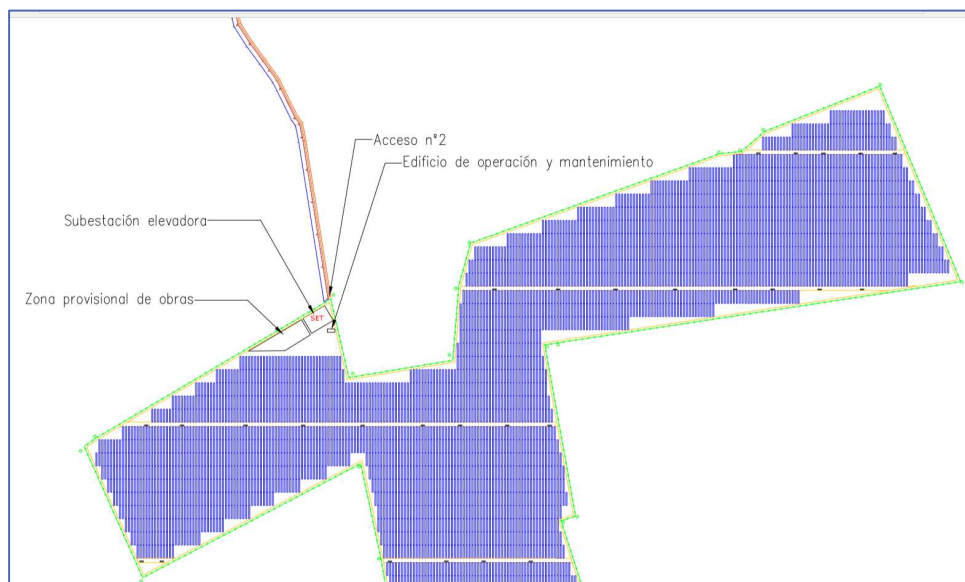 Acceso nº2
Edificio de operación y mantenimiento
Subestación elevadora
Zona provisional de obras
SET